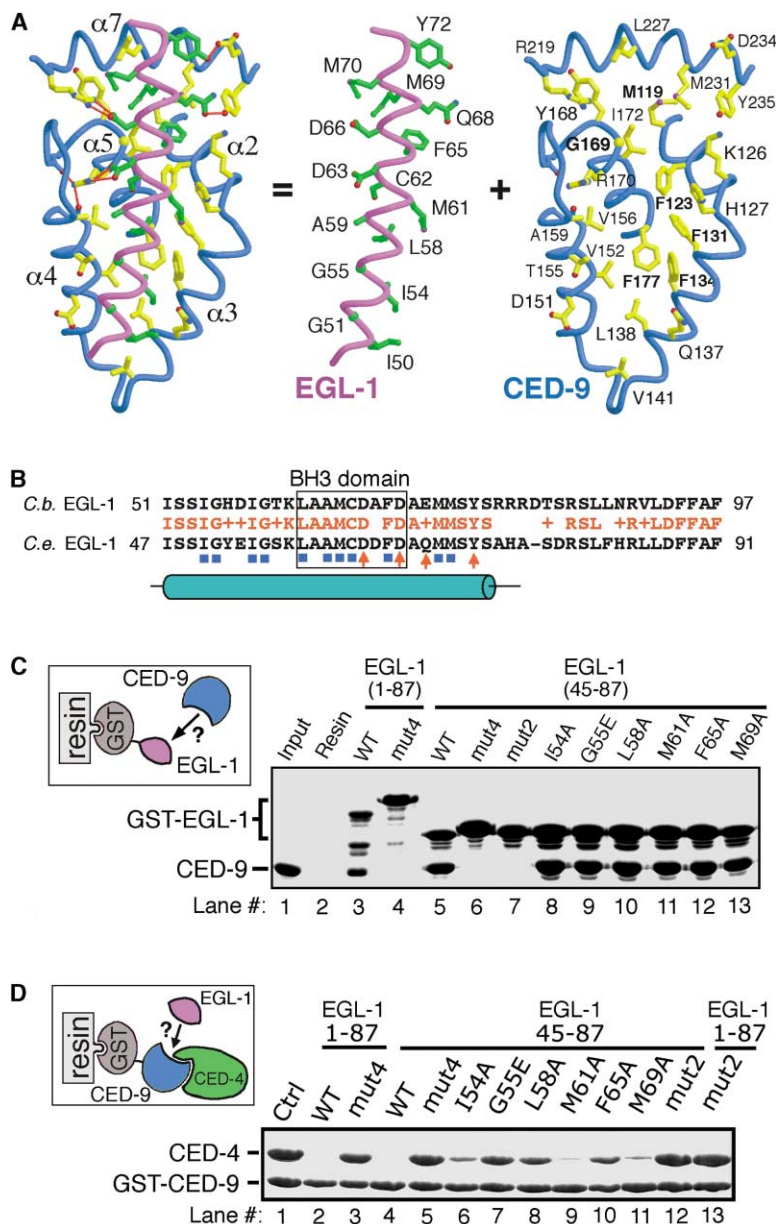 A
α7
α5
α2
α4
α3
=
Y72
M70
M69
Q68
D66
F65
D63
C62
M61
A59
L58
G55
I54
G51
I50
EGL-1
+
L227
D234
R219
M231
M119
Y235
Y168
I172
G169
K126
R170
F123
H127
V156
A159
F131
V152
T155
F177
F134
D151
L138
Q137
V141
CED-9
B
BH3 domain
C.b. EGL-1 51 ISSIGHDIGTKLAAMCDAFDAEMMSYSRRRDTSRSLLNRVLDFFAF 97
ISSIG++IG+KLAAMCD FDA+MMSYS + RSL +R+LDFFAF
C.e. EGL-1 47 ISSIGYEIGSKLAAMCDDFDAQMMSYSAHA-SDRSLFHRLLDFFAF 91
C
CED-9
resin
GST
?
EGL-1
EGL-1 (1-87)
EGL-1 (45-87)
Input Resin WT mut4 WT mut4 mut2 I54A G55E L58A M61A F65A M69A
GST-EGL-1
CED-9
Lane #: 1 2 3 4 5 6 7 8 9 10 11 12 13
D
EGL-1
resin
GST
?
CED-4
CED-9
EGL-1 1-87
EGL-1 45-87
EGL-1 1-87
Ctrl WT mut4 WT mut4 I54A G55E L58A M61A F65A M69A mut2 mut2
CED-4
GST-CED-9
Lane #: 1 2 3 4 5 6 7 8 9 10 11 12 13